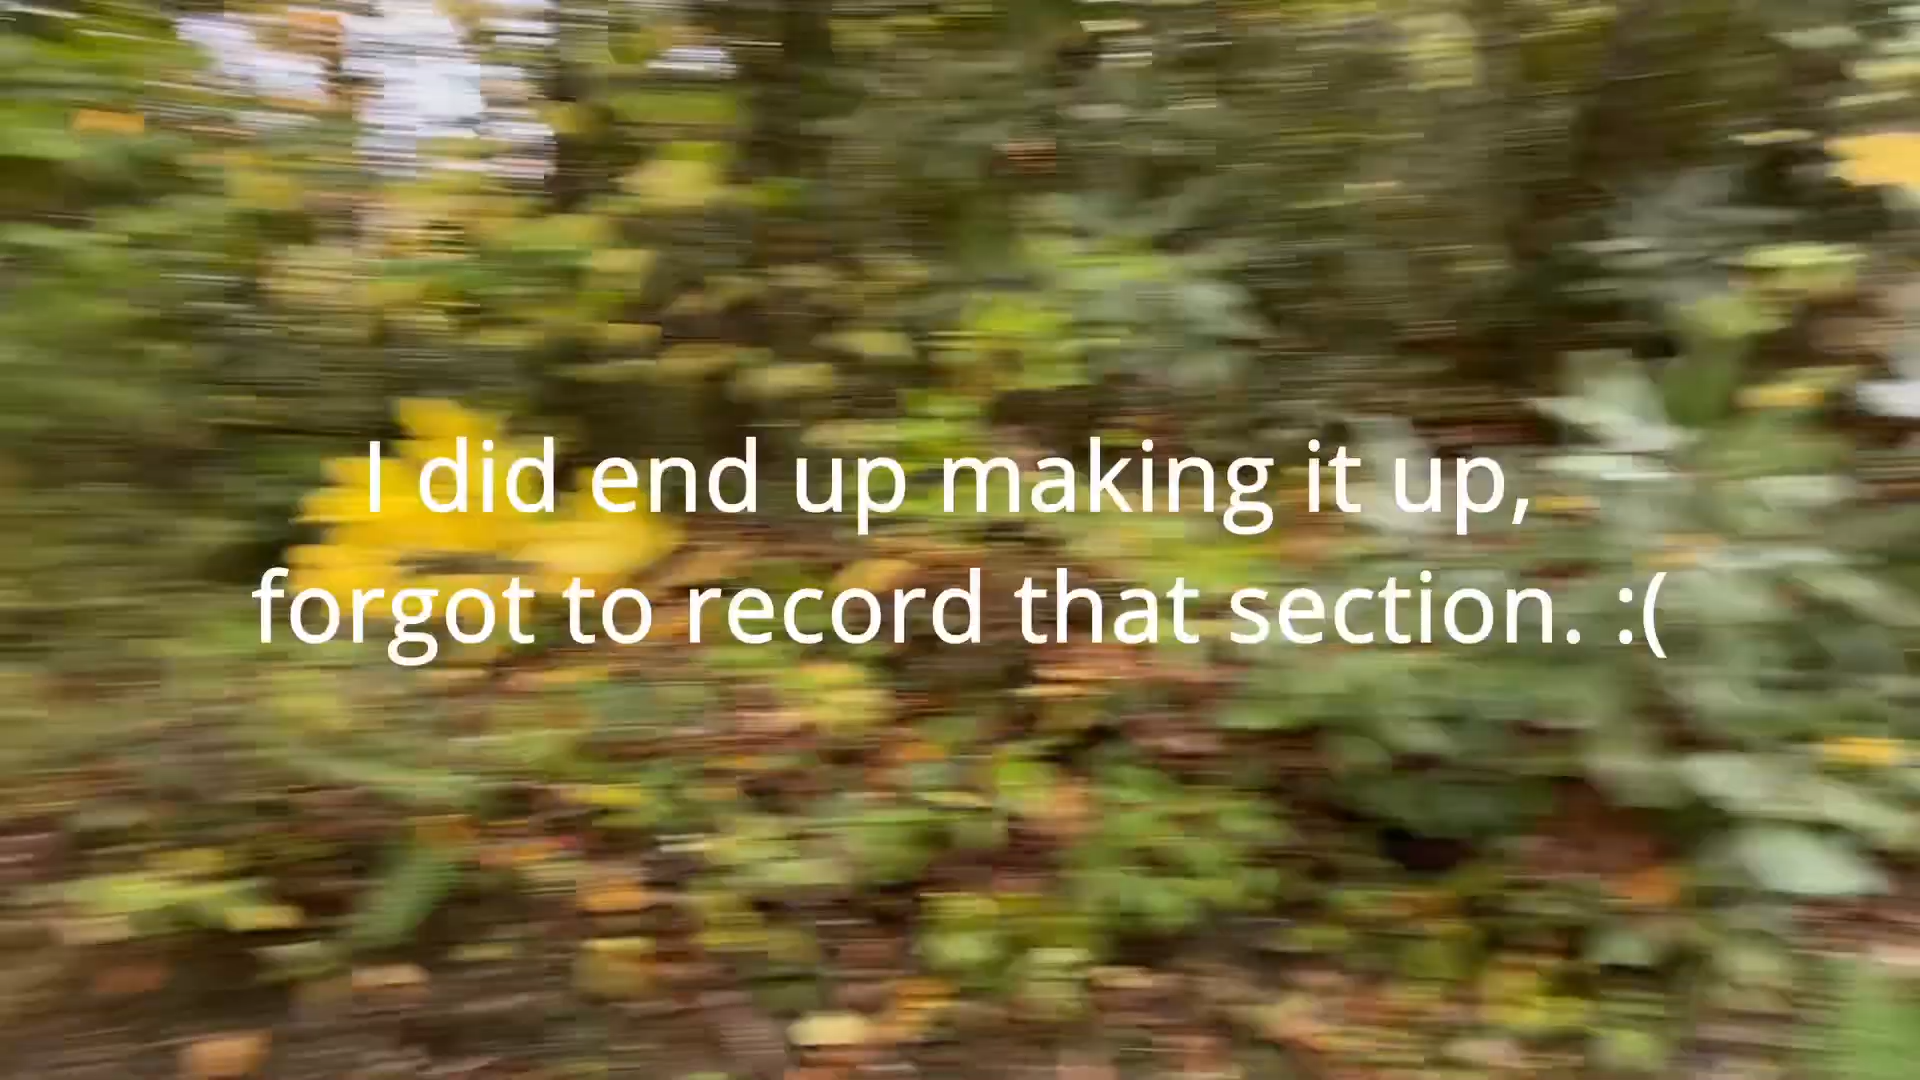 I did end up making it up,
forgot to record that section. :(